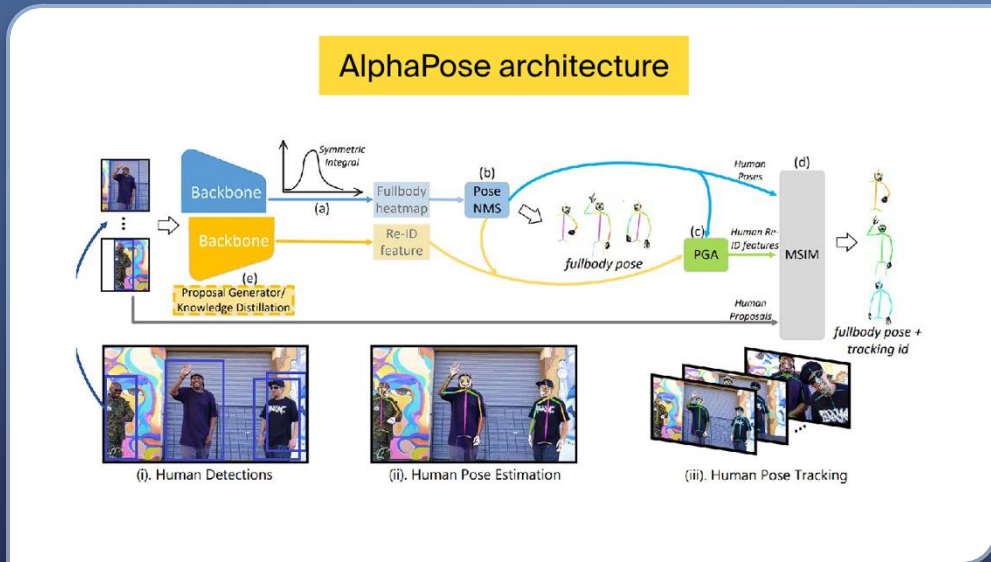 AlphaPose architecture
Symmetric
Integral
Backbone
(a)
Fullbody
heatmap
(b)
Pose
NMS
Human
Poses
(d)
Backbone
Re-ID
feature
fullbody pose
(c)
PGA
Human Re-
ID features
MSIM
(e)
Proposal Generator/
Knowledge Distillation
Human
Proposals
fullbody pose +
tracking id
(i). Human Detections
(ii). Human Pose Estimation
(iii). Human Pose Tracking